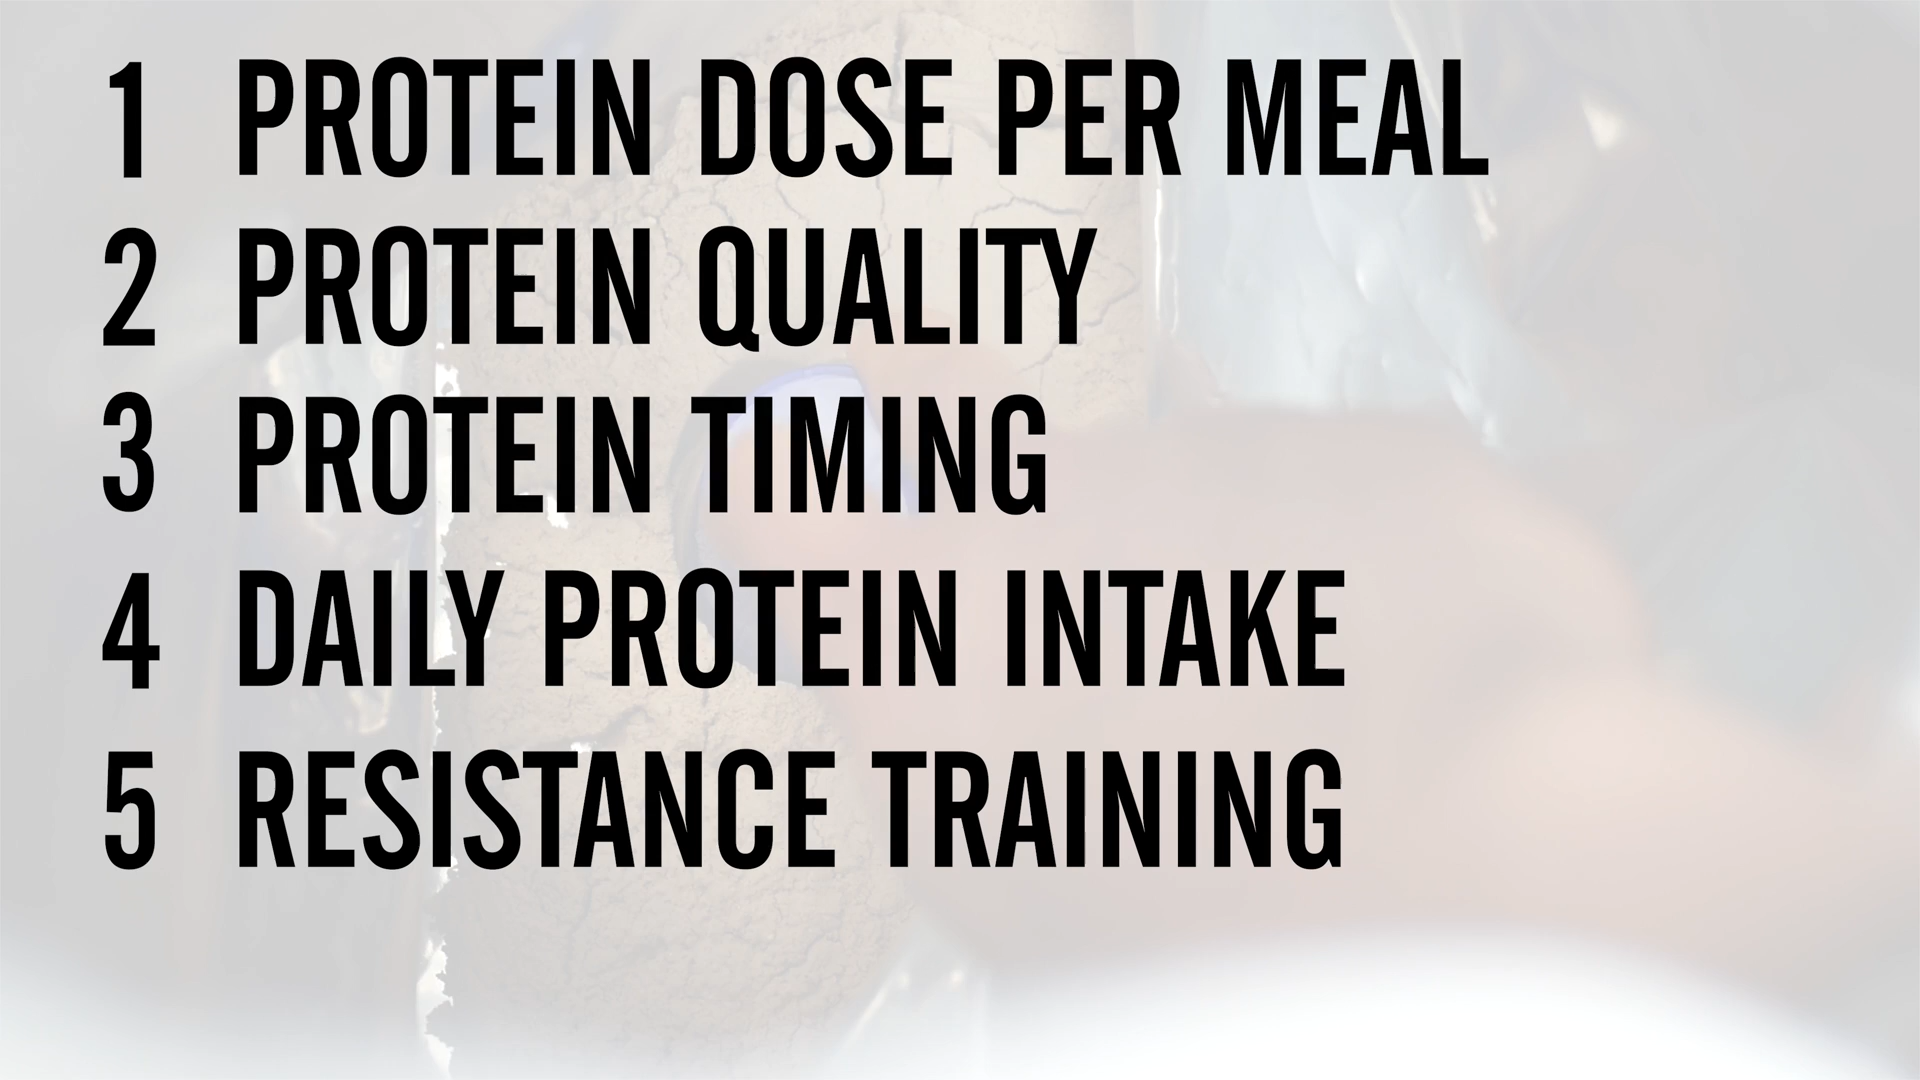 1 PROTEIN DOSE PER MEAL
2 PROTEIN QUALITY
3 PROTEIN TIMING
4 DAILY PROTEIN INTAKE
5 RESISTANCE TRAINING